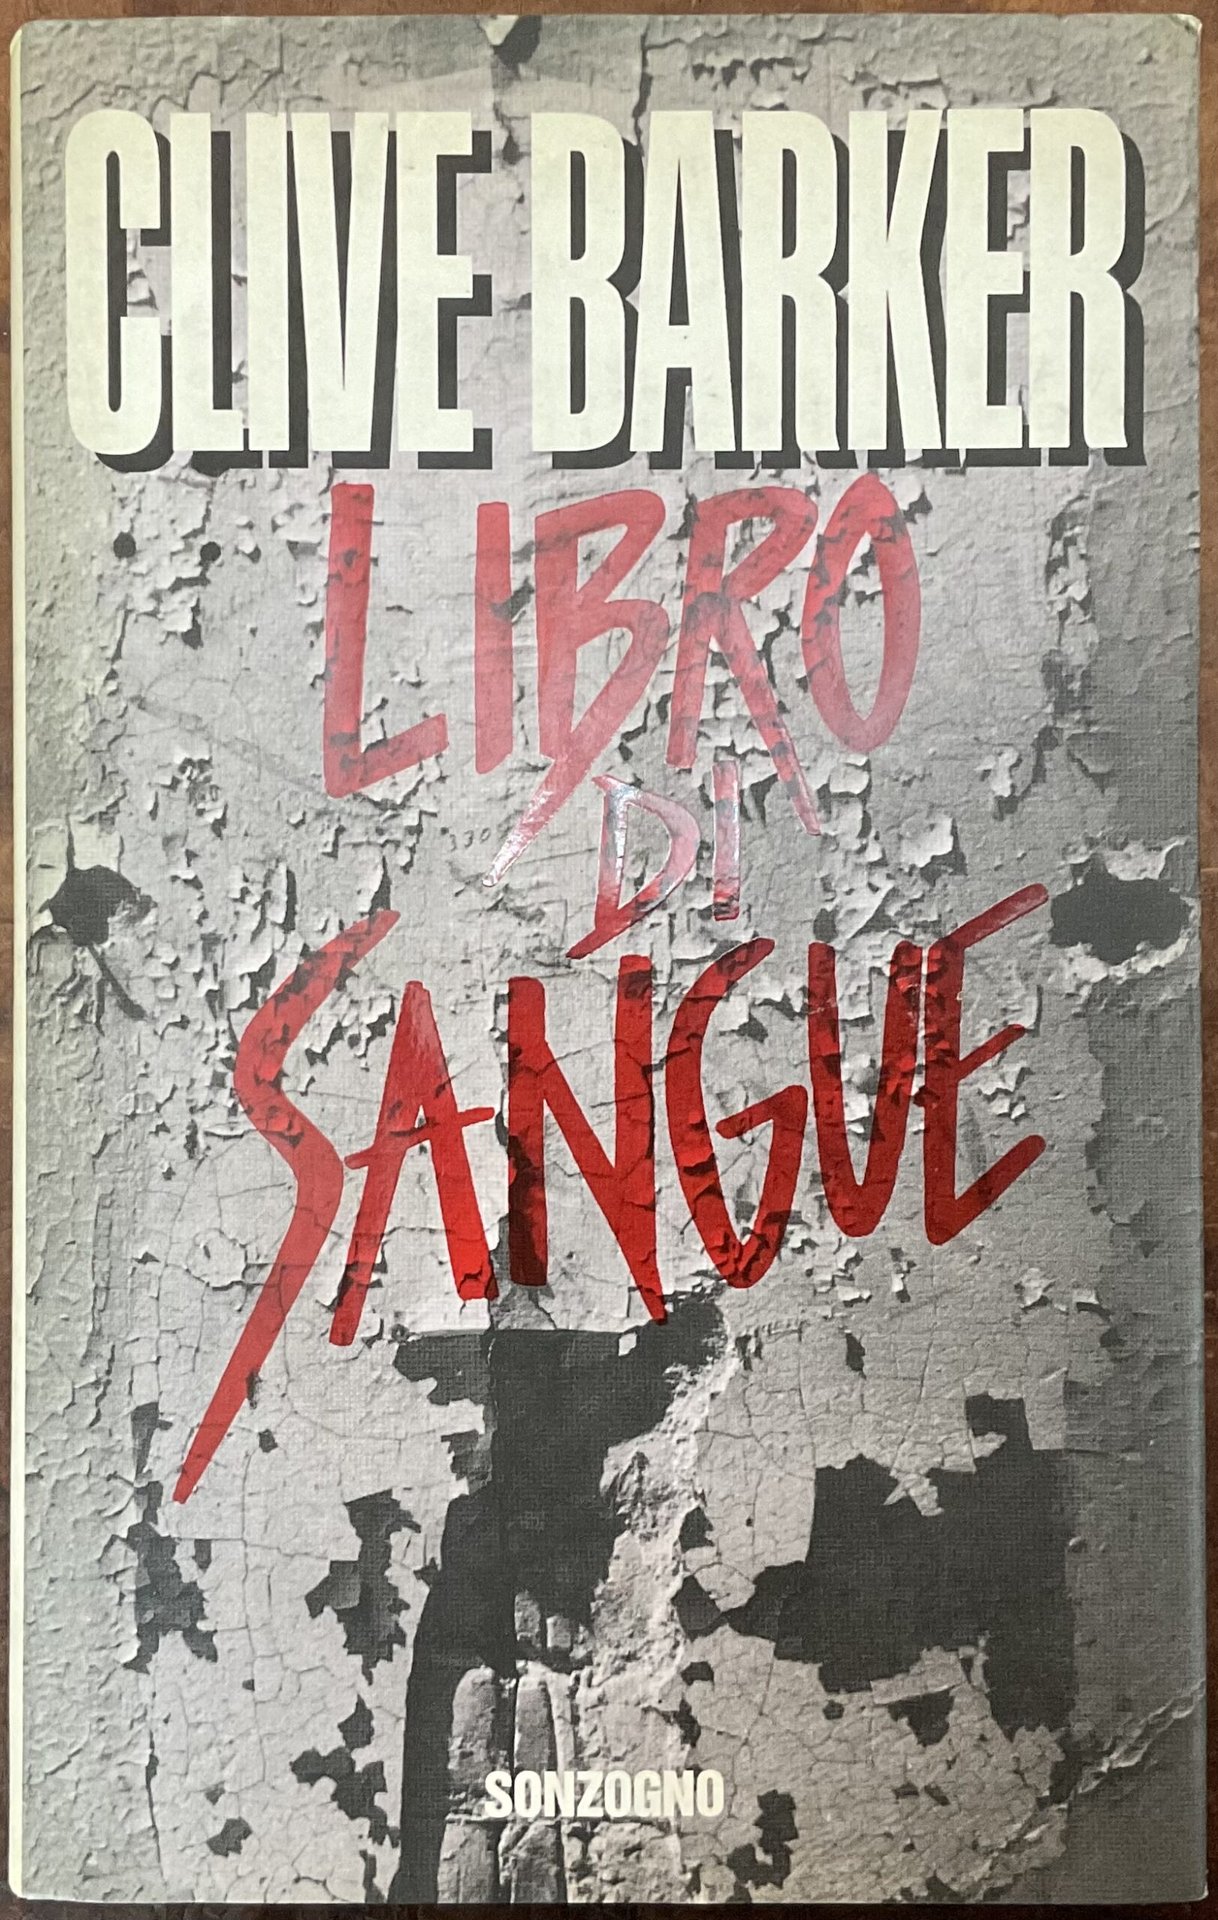 CLIVE BARKER
LIBRO
DI
SANGUE
SONZOGNO